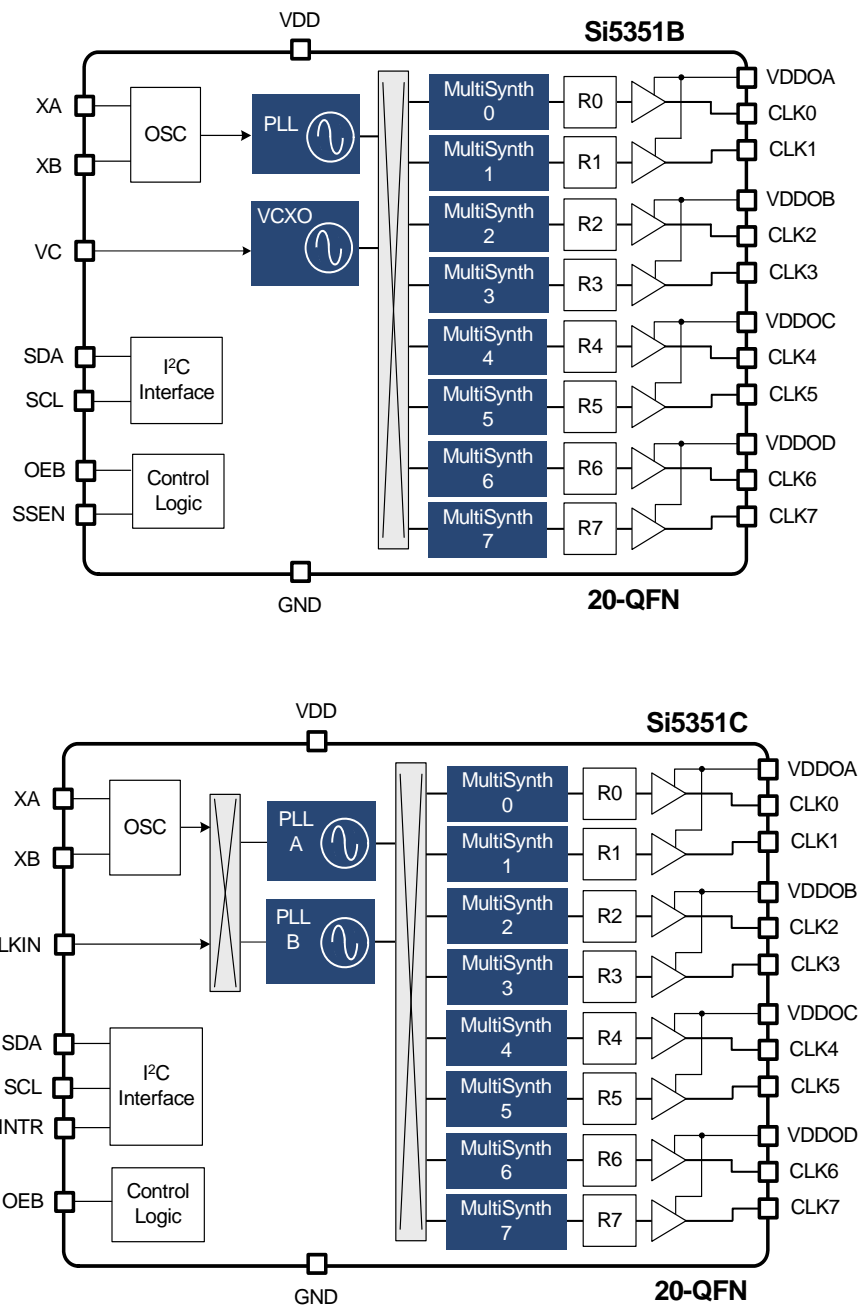 VDD
Si5351B
XA
XB
VC
SDA
SCL
OEB
SSEN
OSC
PLL
VCXO
I²C
Interface
Control
Logic
MultiSynth
0
MultiSynth
1
MultiSynth
2
MultiSynth
3
MultiSynth
4
MultiSynth
5
MultiSynth
6
MultiSynth
7
R0
R1
R2
R3
R4
R5
R6
R7
VDDOA
CLK0
CLK1
VDDOB
CLK2
CLK3
VDDOC
CLK4
CLK5
VDDOD
CLK6
CLK7
GND
20-QFN
VDD
Si5351C
XA
XB
LKIN
SDA
SCL
INTR
OEB
OSC
PLL
A
PLL
B
I²C
Interface
Control
Logic
MultiSynth
0
MultiSynth
1
MultiSynth
2
MultiSynth
3
MultiSynth
4
MultiSynth
5
MultiSynth
6
MultiSynth
7
R0
R1
R2
R3
R4
R5
R6
R7
VDDOA
CLK0
CLK1
VDDOB
CLK2
CLK3
VDDOC
CLK4
CLK5
VDDOD
CLK6
CLK7
GND
20-QFN